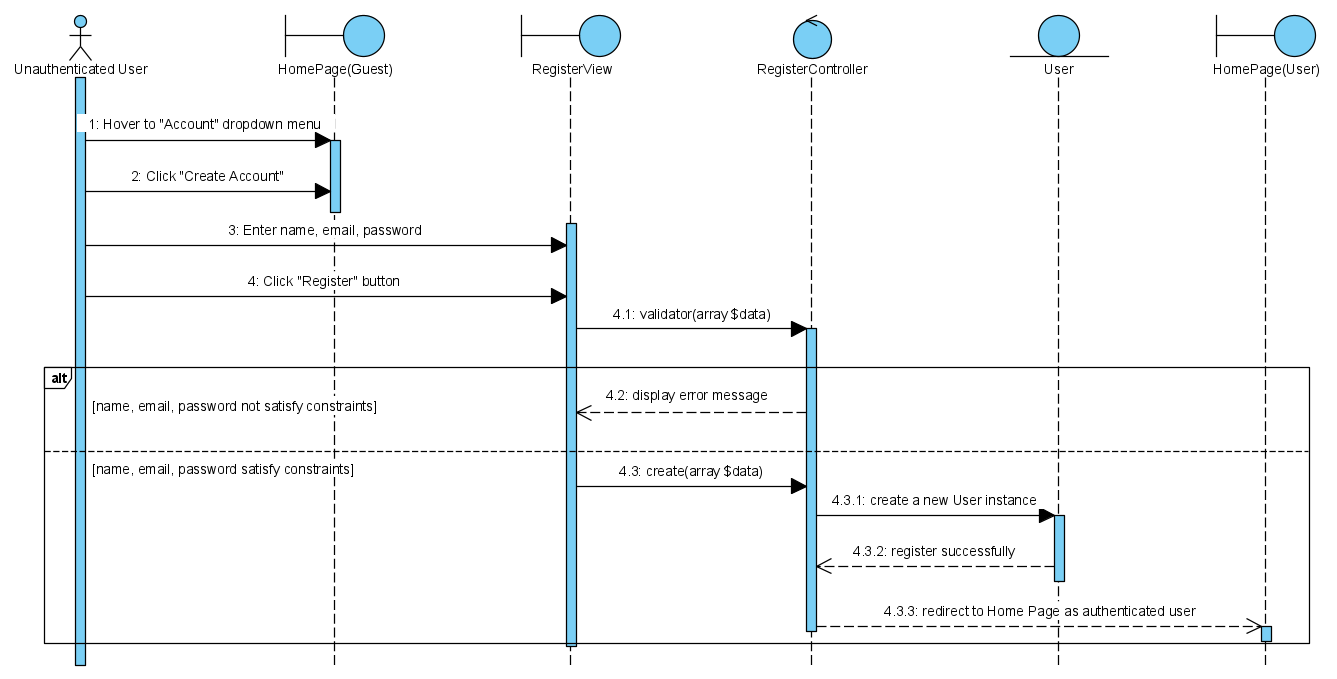 Unauthenticated User
HomePage(Guest)
RegisterView
RegisterController
User
HomePage(User)
1: Hover to "Account" dropdown menu
2: Click "Create Account"
3: Enter name, email, password
4: Click "Register" button
4.1: validator(array $data)
alt
4.2: display error message
[name, email, password not satisfy constraints]
[name, email, password satisfy constraints]
4.3: create(array $data)
4.3.1: create a new User instance
4.3.2: register successfully
4.3.3: redirect to Home Page as authenticated user